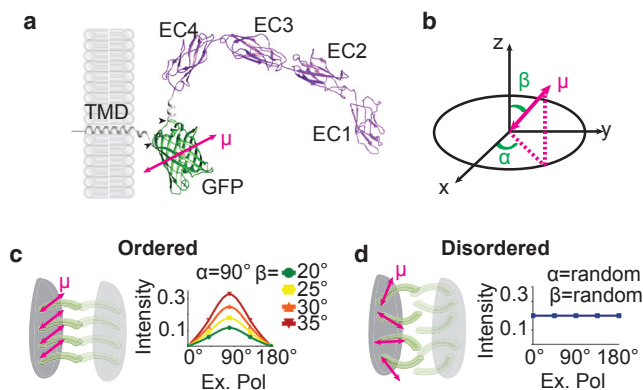 a
EC4
EC3
EC2
EC1
TMD
μ
GFP
b
z
μ
β
y
α
x
c
Ordered
μ
α=90° β=
20°
25°
30°
35°
Intensity
0.3
0.1
0° 90° 180°
Ex. Pol
d
Disordered
μ
α=random
β=random
Intensity
0.3
0.1
0° 90° 180°
Ex. Pol